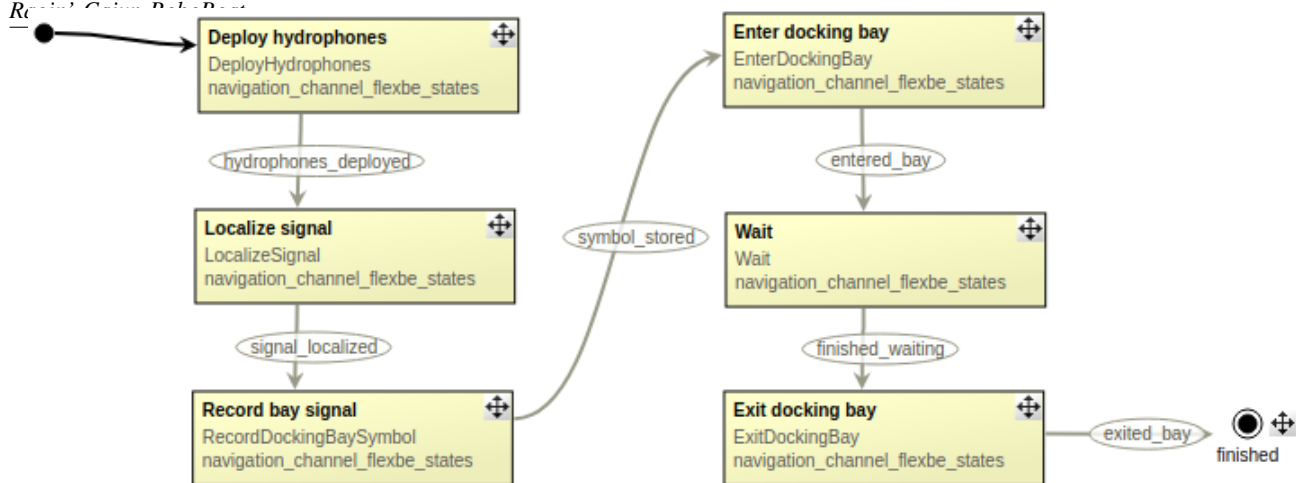 Deploy hydrophones
DeployHydrophones
navigation_channel_flexbe_states
hydrophones_deployed
Localize signal
LocalizeSignal
navigation_channel_flexbe_states
signal_localized
Record bay signal
RecordDockingBaySymbol
navigation_channel_flexbe_states
symbol_stored
Enter docking bay
EnterDockingBay
navigation_channel_flexbe_states
entered_bay
Wait
Wait
navigation_channel_flexbe_states
finished_waiting
Exit docking bay
ExitDockingBay
navigation_channel_flexbe_states
exited_bay
finished